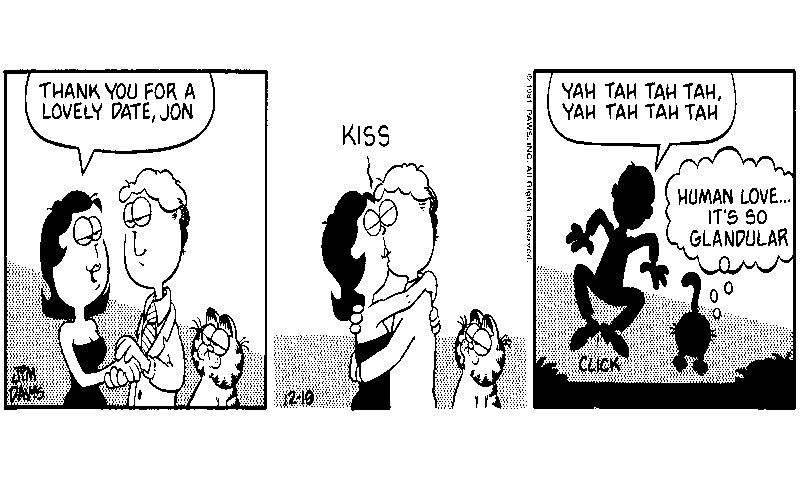 THANK YOU FOR A
LOVELY DATE, JON
JIM
DAVIS
KISS
12-19
© 1981 PAWS, INC. All Rights Reserved.
YAH TAH TAH TAH,
YAH TAH TAH TAH
HUMAN LOVE...
IT'S SO
GLANDULAR
CLICK